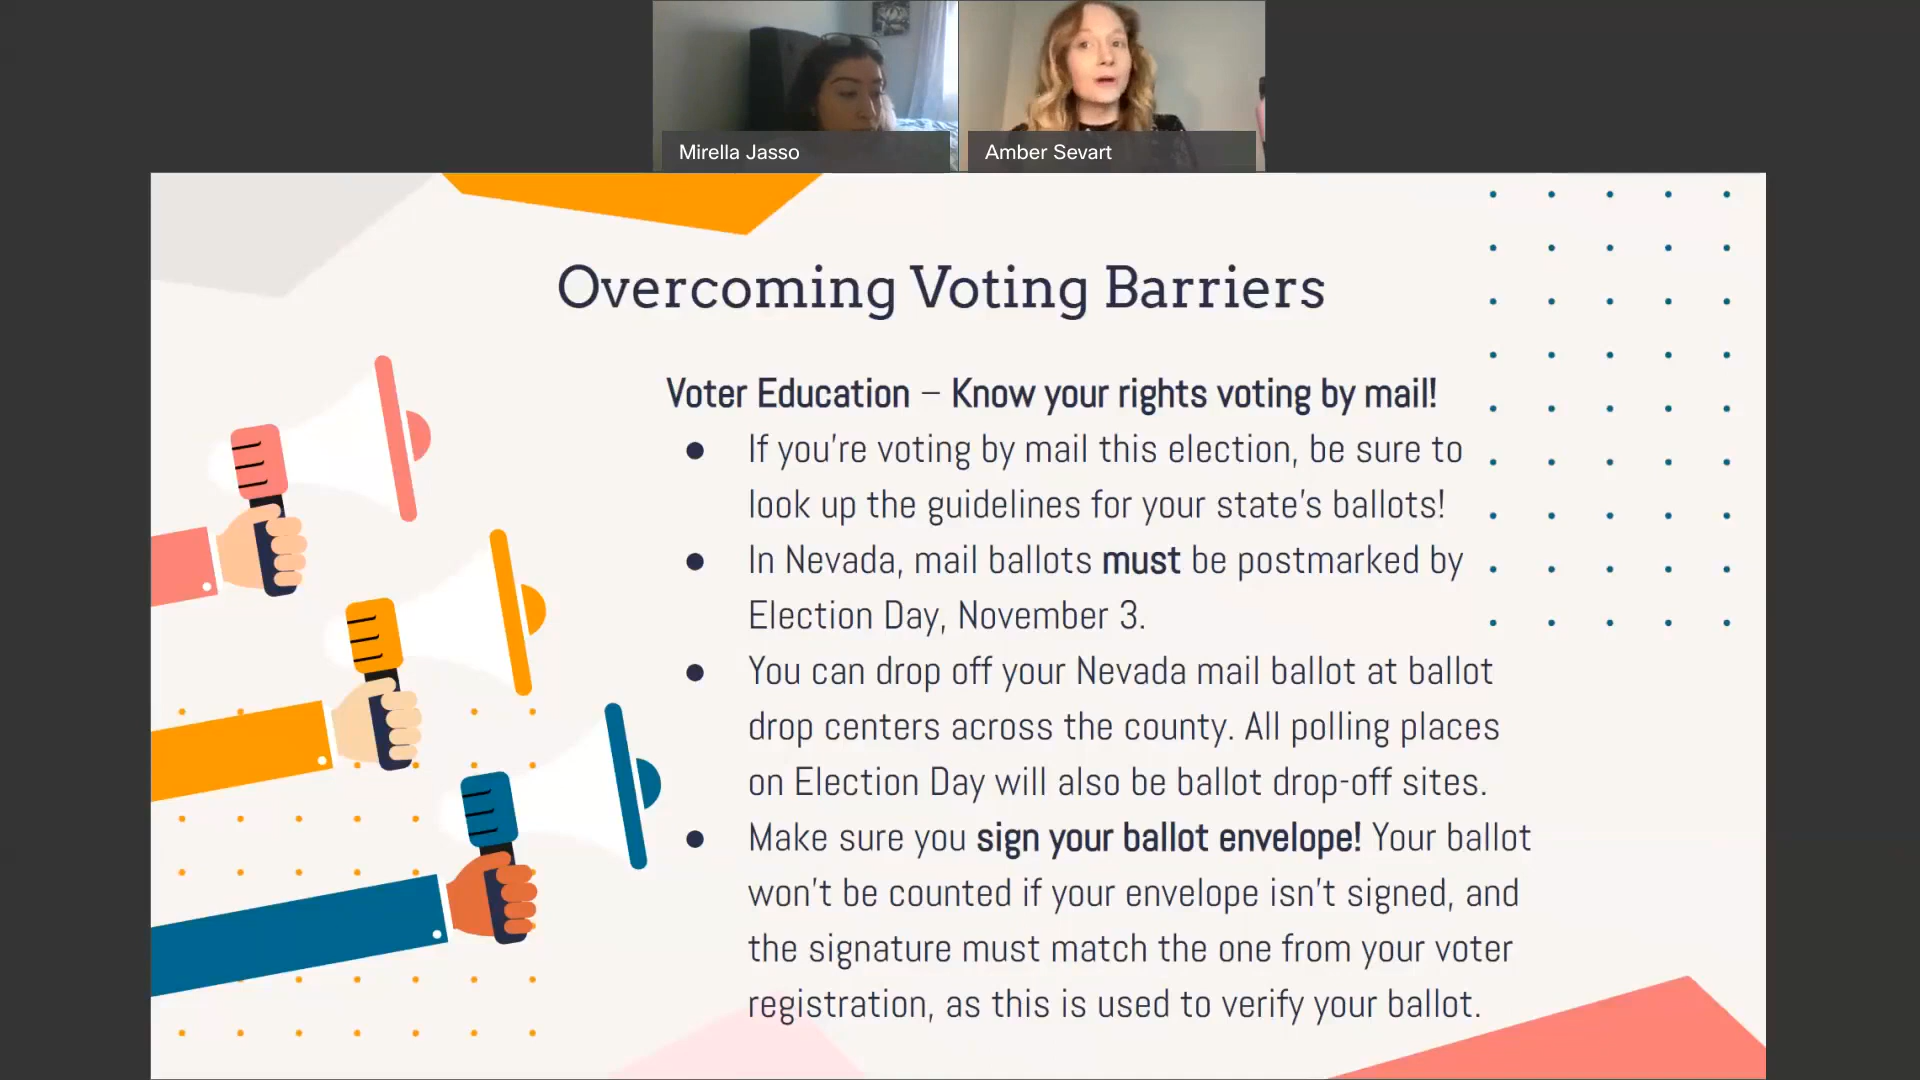 Mirella Jasso
Amber Sevart
Overcoming Voting Barriers
Voter Education – Know your rights voting by mail!
● If you're voting by mail this election, be sure to
look up the guidelines for your state's ballots!
● In Nevada, mail ballots must be postmarked by
Election Day, November 3.
● You can drop off your Nevada mail ballot at ballot
drop centers across the county. All polling places
on Election Day will also be ballot drop-off sites.
● Make sure you sign your ballot envelope! Your ballot
won't be counted if your envelope isn't signed, and
the signature must match the one from your voter
registration, as this is used to verify your ballot.